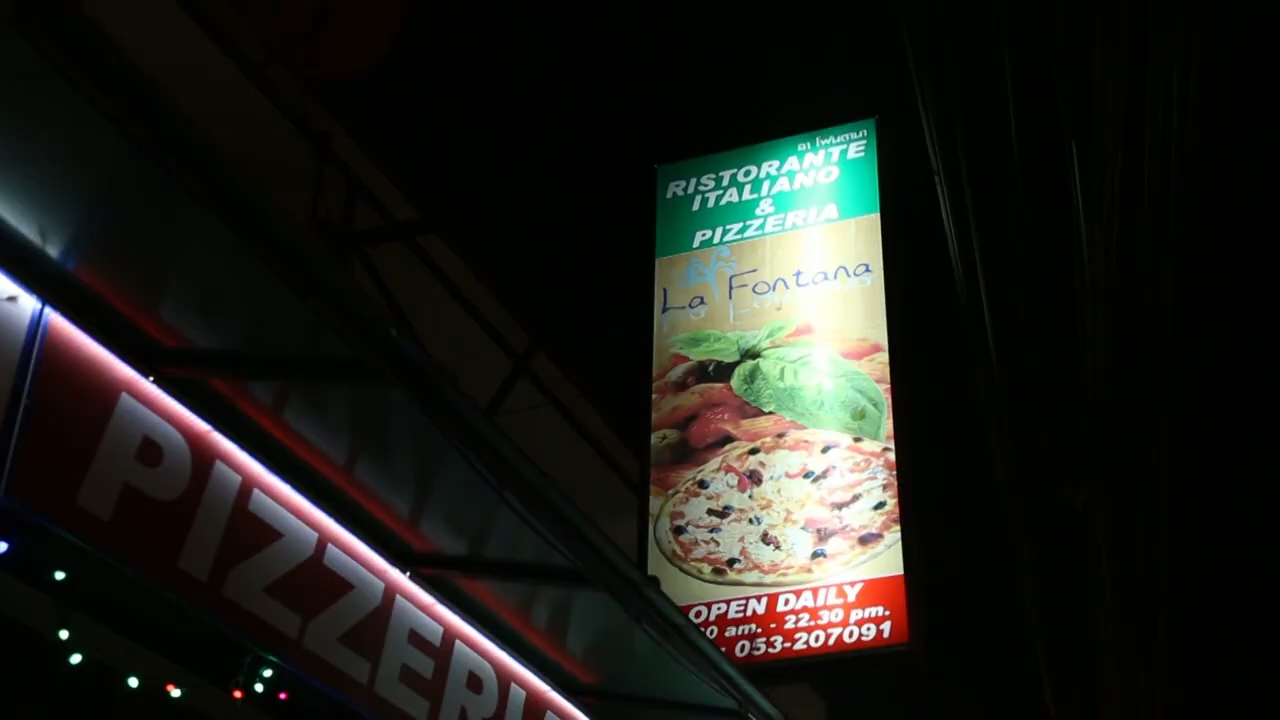 ลา โฟนตานา
RISTORANTE
ITALIANO
&
PIZZERIA
La Fontana
OPEN DAILY
am. - 22.30 pm.
053-207091
PIZZERI